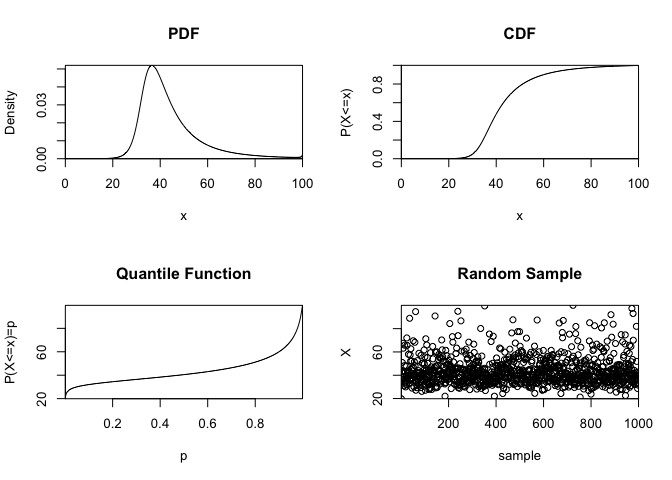 PDF
Density
0.00
0.03
0
20
40
60
80
100
x
CDF
P(X<=x)
0.0
0.4
0.8
0
20
40
60
80
100
x
Quantile Function
P(X<=x)=p
20
60
0.2
0.4
0.6
0.8
p
Random Sample
X
20
60
200
400
600
800
1000
sample